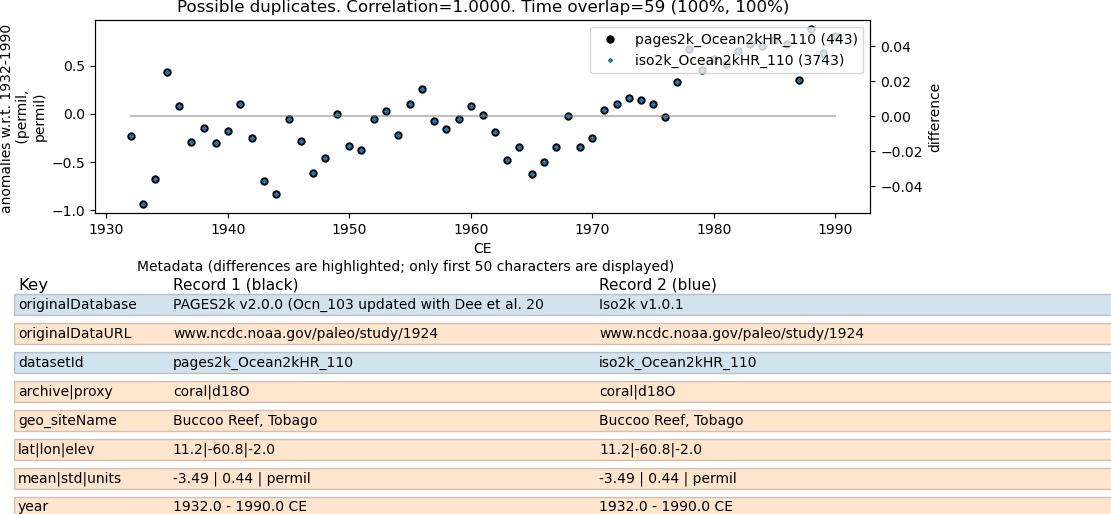 Possible duplicates. Correlation=1.0000. Time overlap=59 (100%, 100%)
anomalies w.r.t. 1932-1990
(permil,
permil)
0.5
0.0
−0.5
−1.0
pages2k_Ocean2kHR_110 (443)
iso2k_Ocean2kHR_110 (3743)
0.04
0.02
0.00
−0.02
−0.04
difference
1930 1940 1950 1960 1970 1980 1990
CE
Metadata (differences are highlighted; only first 50 characters are displayed)
Key Record 1 (black) Record 2 (blue)
originalDatabase PAGES2k v2.0.0 (Ocn_103 updated with Dee et al. 20 Iso2k v1.0.1
originalDataURL www.ncdc.noaa.gov/paleo/study/1924 www.ncdc.noaa.gov/paleo/study/1924
datasetId pages2k_Ocean2kHR_110 iso2k_Ocean2kHR_110
archive|proxy coral|d18O coral|d18O
geo_siteName Buccoo Reef, Tobago Buccoo Reef, Tobago
lat|lon|elev 11.2|-60.8|-2.0 11.2|-60.8|-2.0
mean|std|units -3.49 | 0.44 | permil -3.49 | 0.44 | permil
year 1932.0 - 1990.0 CE 1932.0 - 1990.0 CE